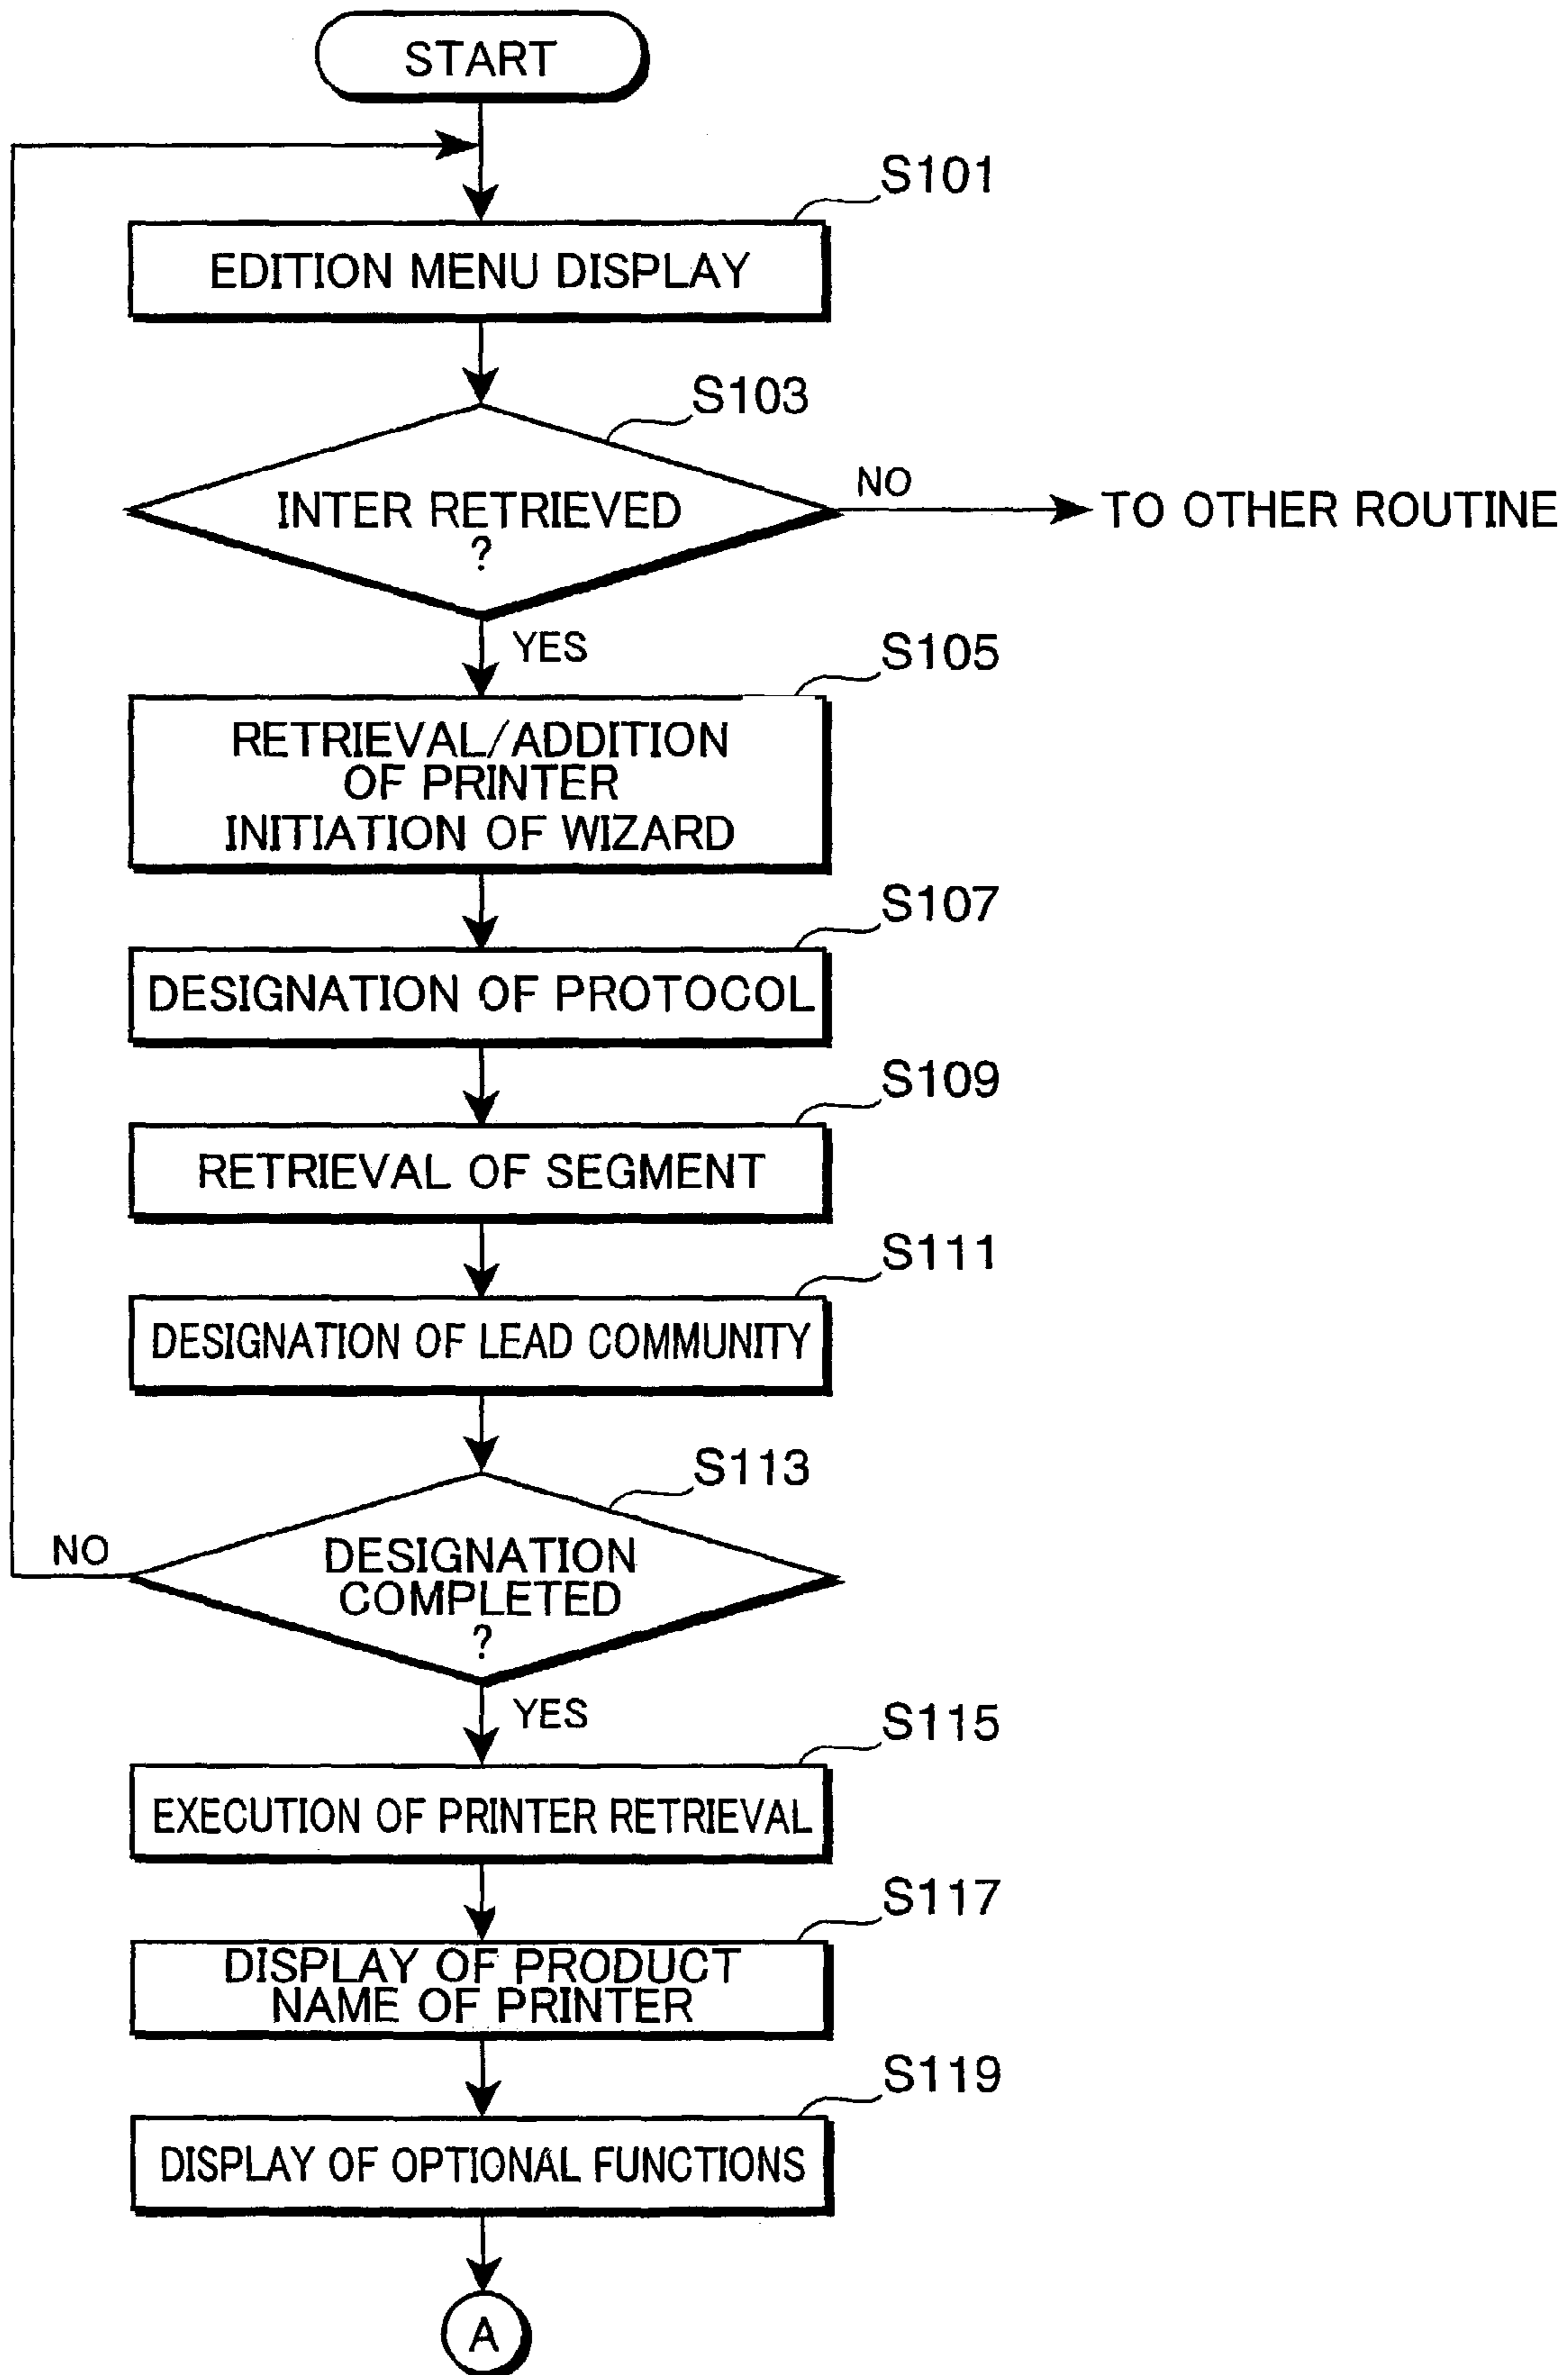 START
S101
EDITION MENU DISPLAY
S103
INTER RETRIEVED
?
NO
TO OTHER ROUTINE
YES
S105
RETRIEVAL/ADDITION
OF PRINTER
INITIATION OF WIZARD
S107
DESIGNATION OF PROTOCOL
S109
RETRIEVAL OF SEGMENT
S111
DESIGNATION OF LEAD COMMUNITY
S113
NO
DESIGNATION
COMPLETED
?
YES
S115
EXECUTION OF PRINTER RETRIEVAL
S117
DISPLAY OF PRODUCT
NAME OF PRINTER
S119
DISPLAY OF OPTIONAL FUNCTIONS
A